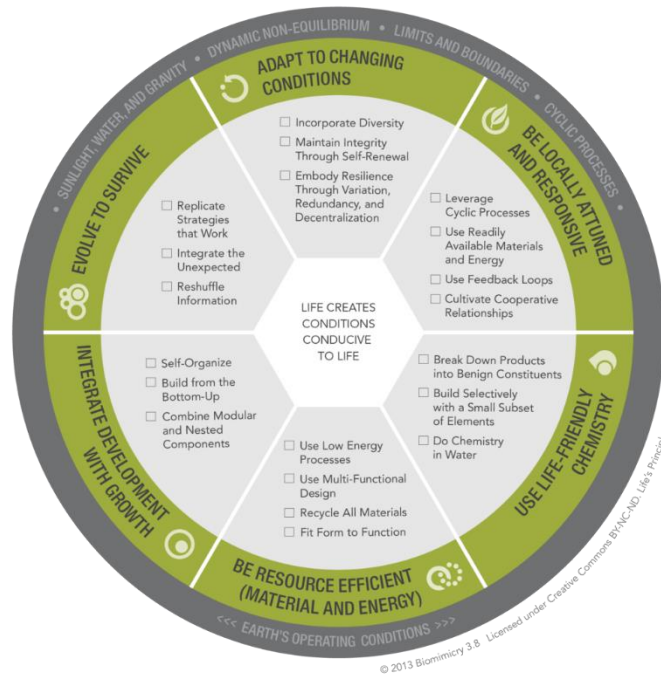 • SUNLIGHT, WATER, AND GRAVITY • DYNAMIC NON-EQUILIBRIUM • LIMITS AND BOUNDARIES • CYCLIC PROCESSES •
ADAPT TO CHANGING
CONDITIONS
Incorporate Diversity
Maintain Integrity
Through Self-Renewal
Embody Resilience
Through Variation,
Redundancy, and
Decentralization
BE LOCALLY ATTUNED
AND RESPONSIVE
Leverage
Cyclic Processes
Use Readily
Available Materials
and Energy
Use Feedback Loops
Cultivate Cooperative
Relationships
USE LIFE-FRIENDLY
CHEMISTRY
Break Down Products
into Benign Constituents
Build Selectively
with a Small Subset
of Elements
Do Chemistry
in Water
BE RESOURCE EFFICIENT
(MATERIAL AND ENERGY)
Use Low Energy
Processes
Use Multi-Functional
Design
Recycle All Materials
Fit Form to Function
INTEGRATE DEVELOPMENT
WITH GROWTH
Self-Organize
Build from the
Bottom-Up
Combine Modular
and Nested
Components
EVOLVE TO SURVIVE
Replicate
Strategies
that Work
Integrate the
Unexpected
Reshuffle
Information
LIFE CREATES
CONDITIONS
CONDUCIVE
TO LIFE
<<< EARTH'S OPERATING CONDITIONS >>>
© 2013 Biomimicry 3.8 Licensed under Creative Commons BY-NC-ND. Life's